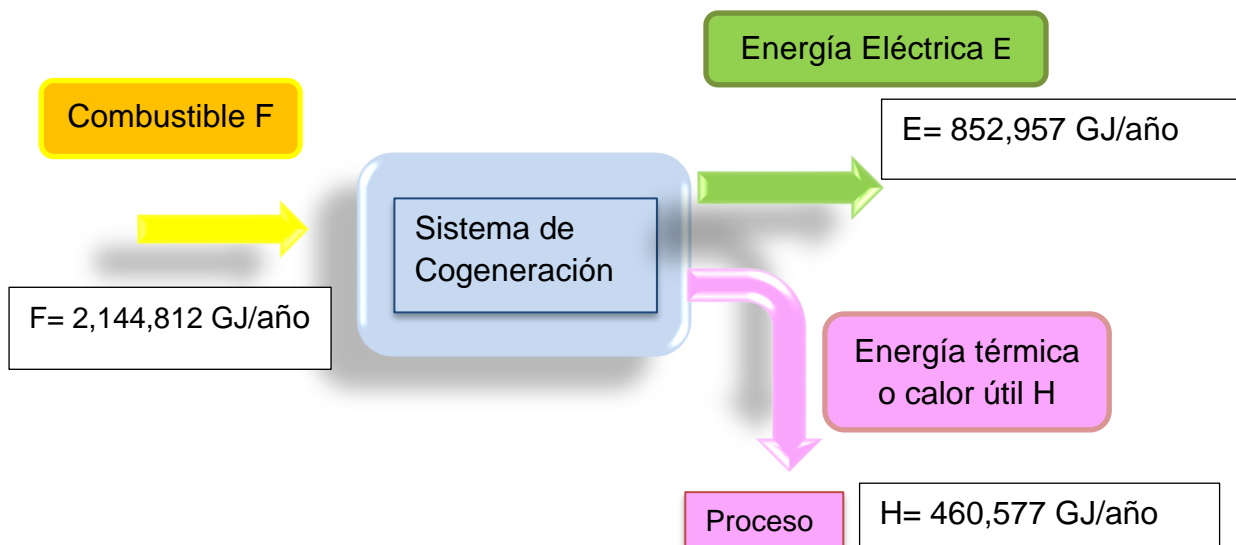 Energía Eléctrica E
Combustible F
E= 852,957 GJ/año
Sistema de
Cogeneración
F= 2,144,812 GJ/año
Energía térmica
o calor útil H
Proceso
H= 460,577 GJ/año